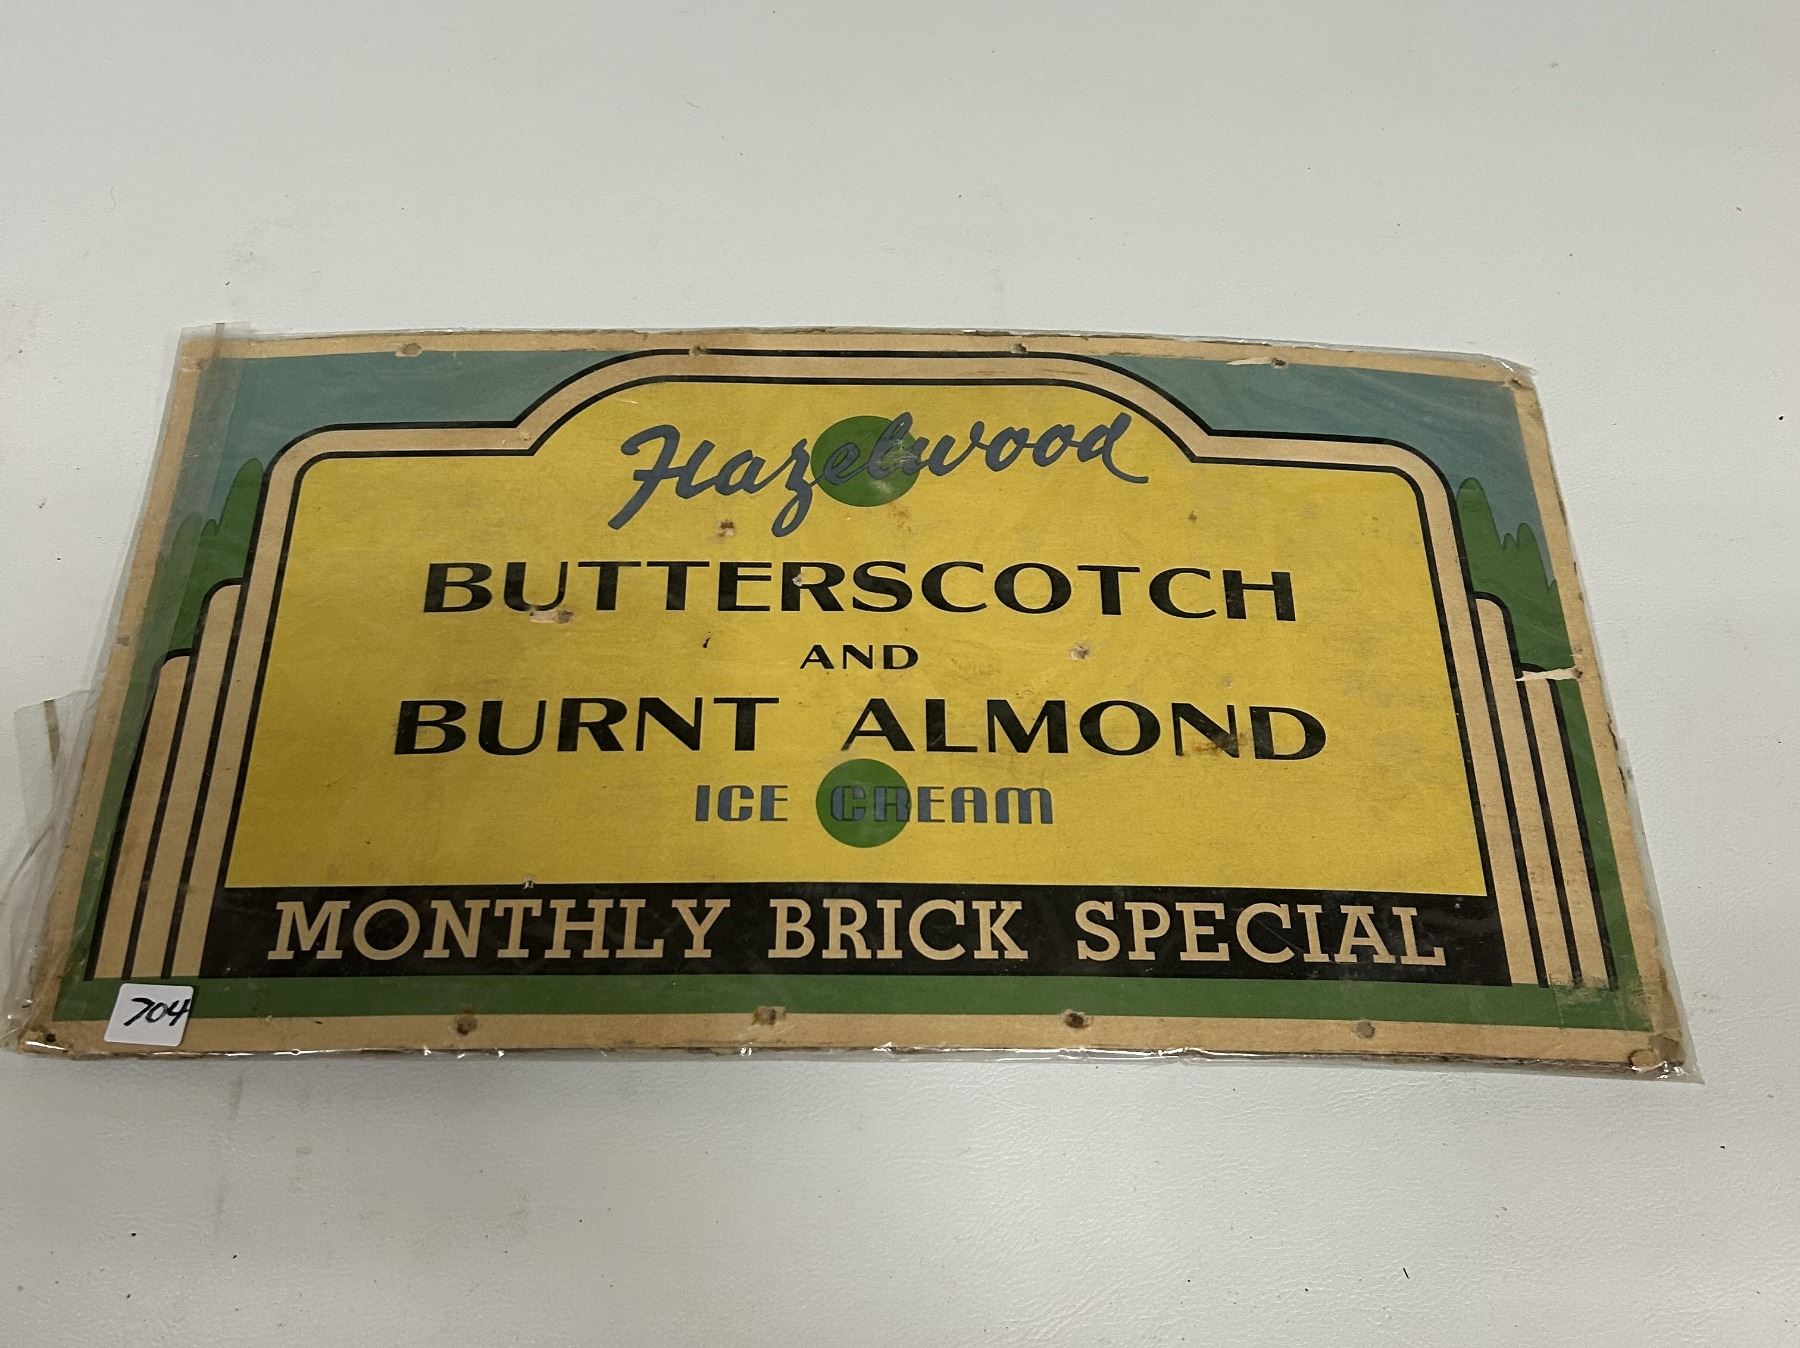 Hazelwood
BUTTERSCOTCH
AND
BURNT ALMOND
ICE CREAM
MONTHLY BRICK SPECIAL
704